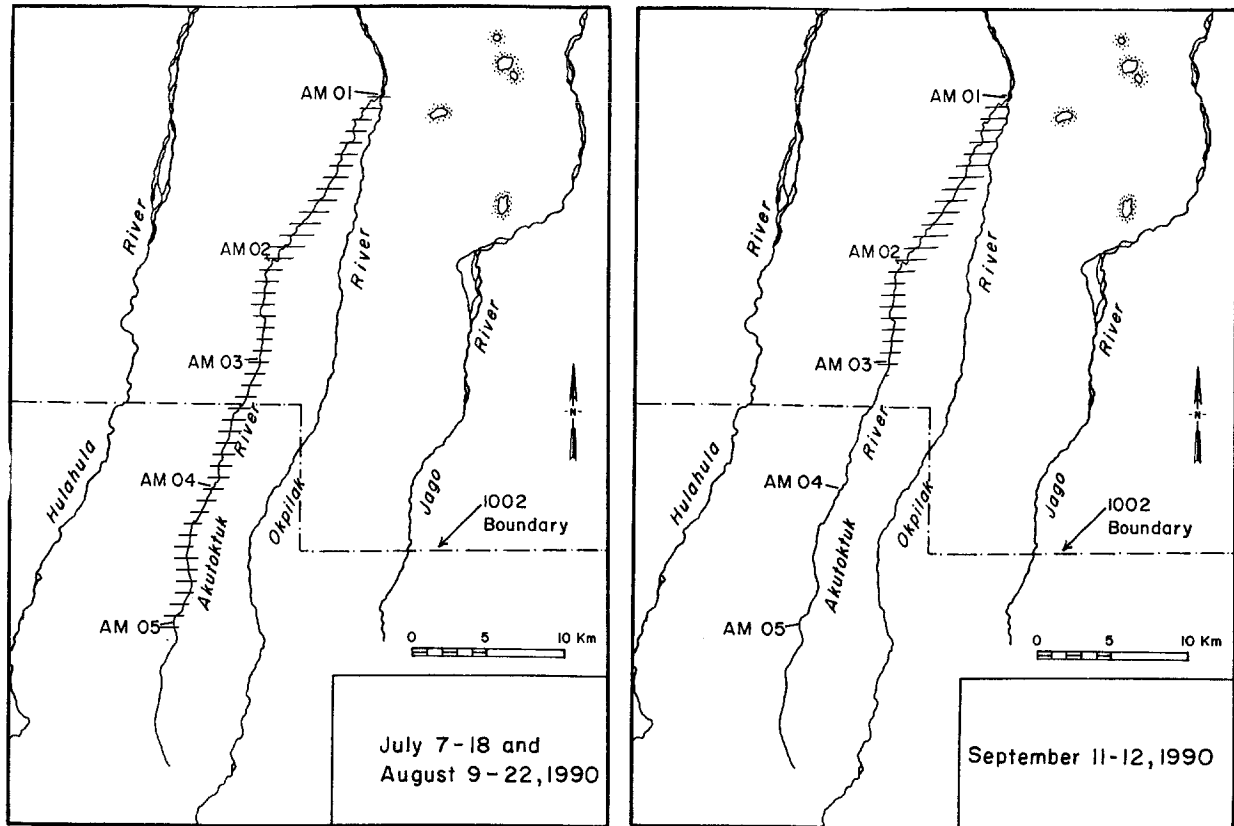 AM 01
AM 02
AM 03
AM 04
AM 05
Hulahula River
Akutoktuk River
Okpilak River
Jago River
N
1002
Boundary
0 5 10 Km
July 7-18 and
August 9-22, 1990
AM 01
AM 02
AM 03
AM 04
AM 05
Hulahula River
Akutoktuk River
Okpilak River
Jago River
N
1002
Boundary
0 5 10 Km
September 11-12, 1990